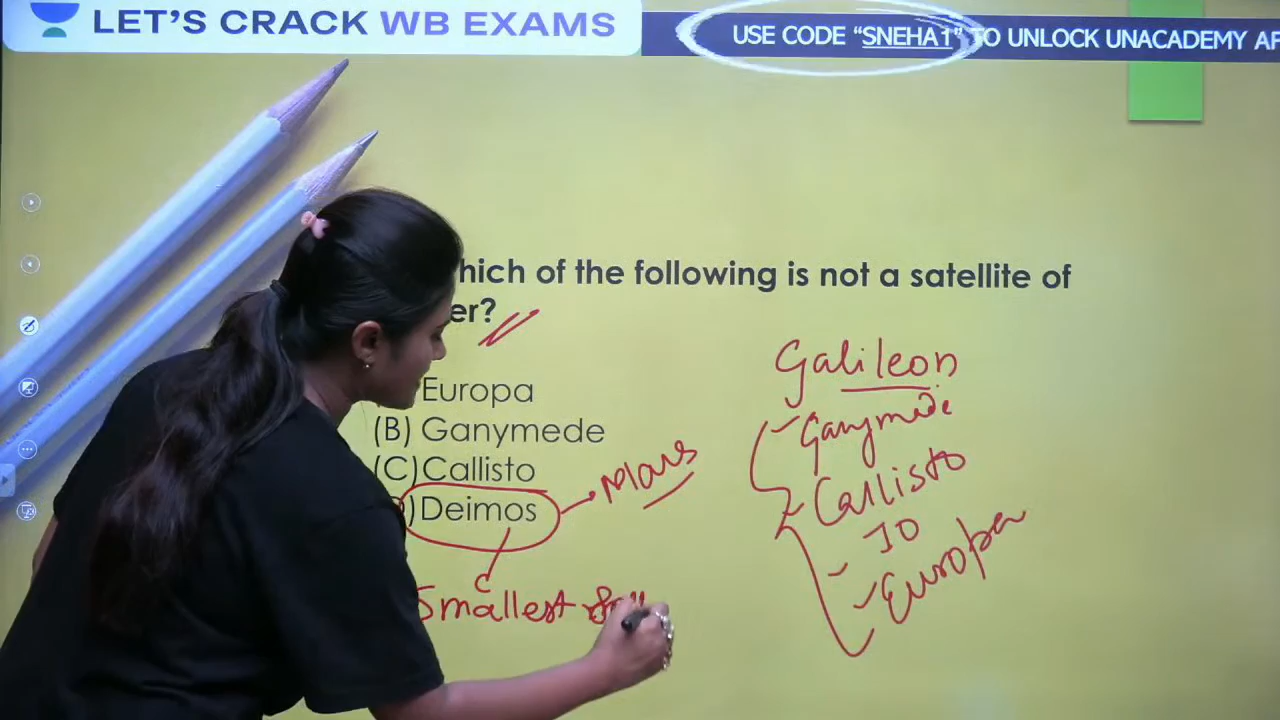 LET'S CRACK WB EXAMS
USE CODE “SNEHA1” TO UNLOCK UNACADEMY AF
hich of the following is not a satellite of
er?
Europa
(B) Ganymede
(C) Callisto
) Deimos
Mars
Smallest
Galileon
Ganymede
Callisto
IO
Europa